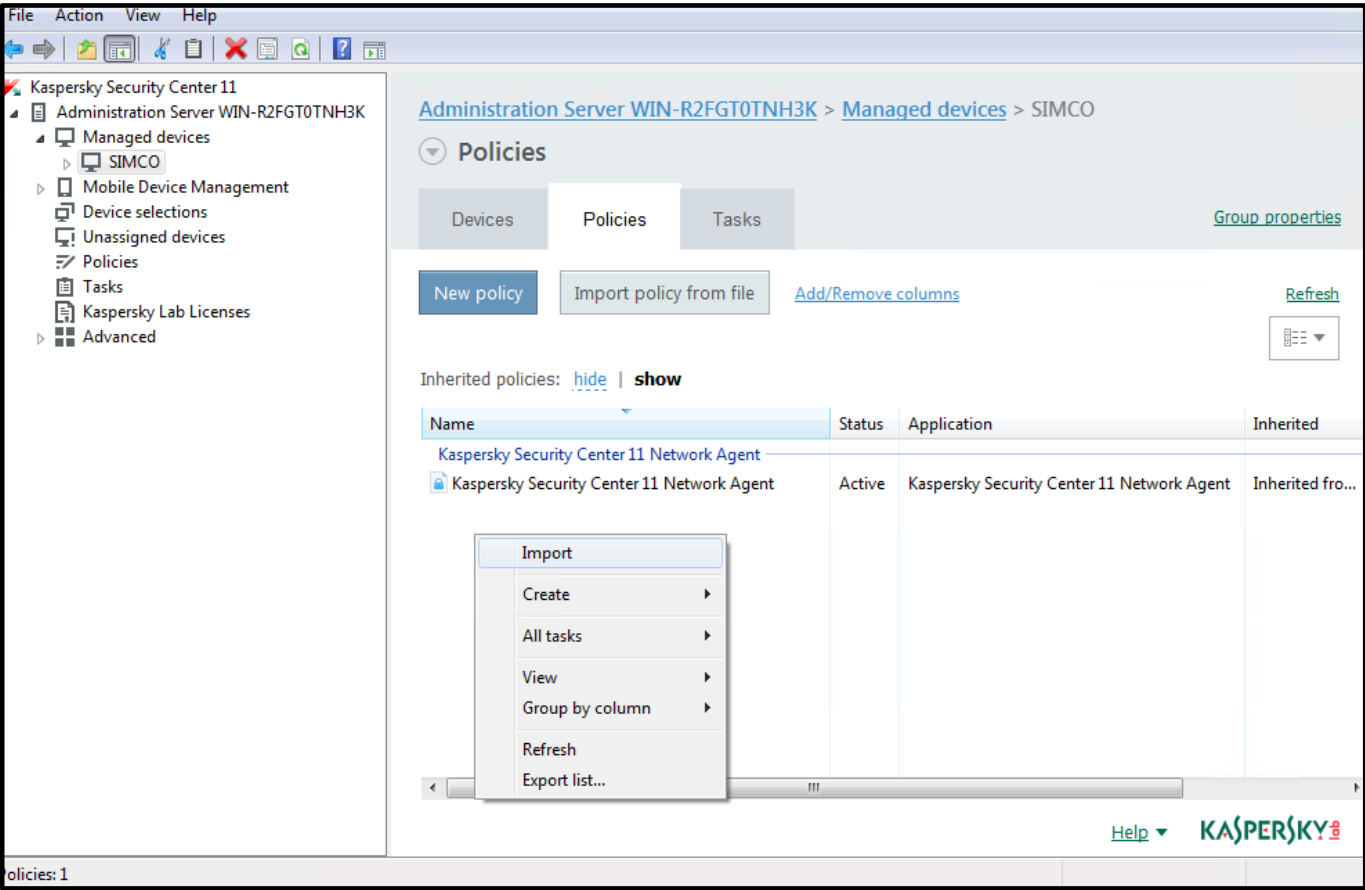 File Action View Help
Kaspersky Security Center 11
Administration Server WIN-R2FGT0TNH3K
Managed devices
SIMCO
Mobile Device Management
Device selections
Unassigned devices
Policies
Tasks
Kaspersky Lab Licenses
Advanced
Administration Server WIN-R2FGT0TNH3K > Managed devices > SIMCO
Policies
Devices Policies Tasks
Group properties
New policy Import policy from file Add/Remove columns Refresh
Inherited policies: hide | show
Name Status Application Inherited
Kaspersky Security Center 11 Network Agent
Kaspersky Security Center 11 Network Agent Active Kaspersky Security Center 11 Network Agent Inherited fro...
Import
Create
All tasks
View
Group by column
Refresh
Export list...
Help KASPERSKY lab
olicies: 1